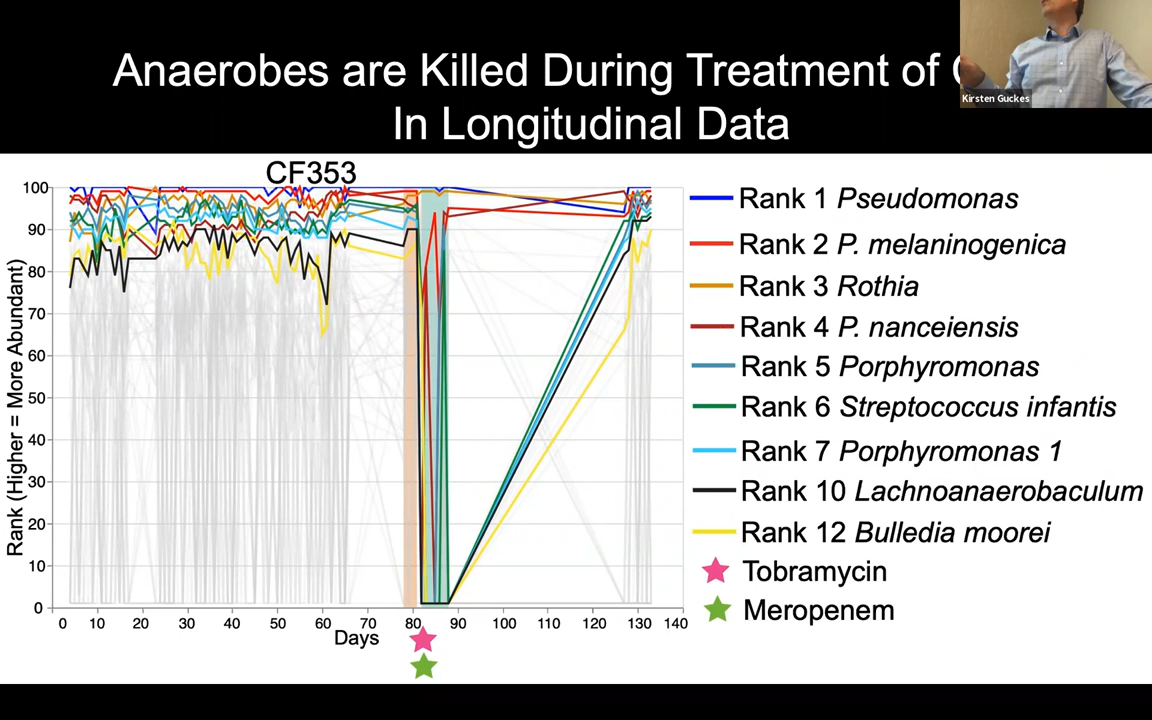 Anaerobes are Killed During Treatment of
In Longitudinal Data
Kirsten Guckes
CF353
Rank (Higher = More Abundant)
100
90
80
70
60
50
40
30
20
10
0
0 10 20 30 40 50 60 70 80 90 100 110 120 130 140
Days
Rank 1 Pseudomonas
Rank 2 P. melaninogenica
Rank 3 Rothia
Rank 4 P. nanceiensis
Rank 5 Porphyromonas
Rank 6 Streptococcus infantis
Rank 7 Porphyromonas 1
Rank 10 Lachnoanaerobaculum
Rank 12 Bulledia moorei
Tobramycin
Meropenem